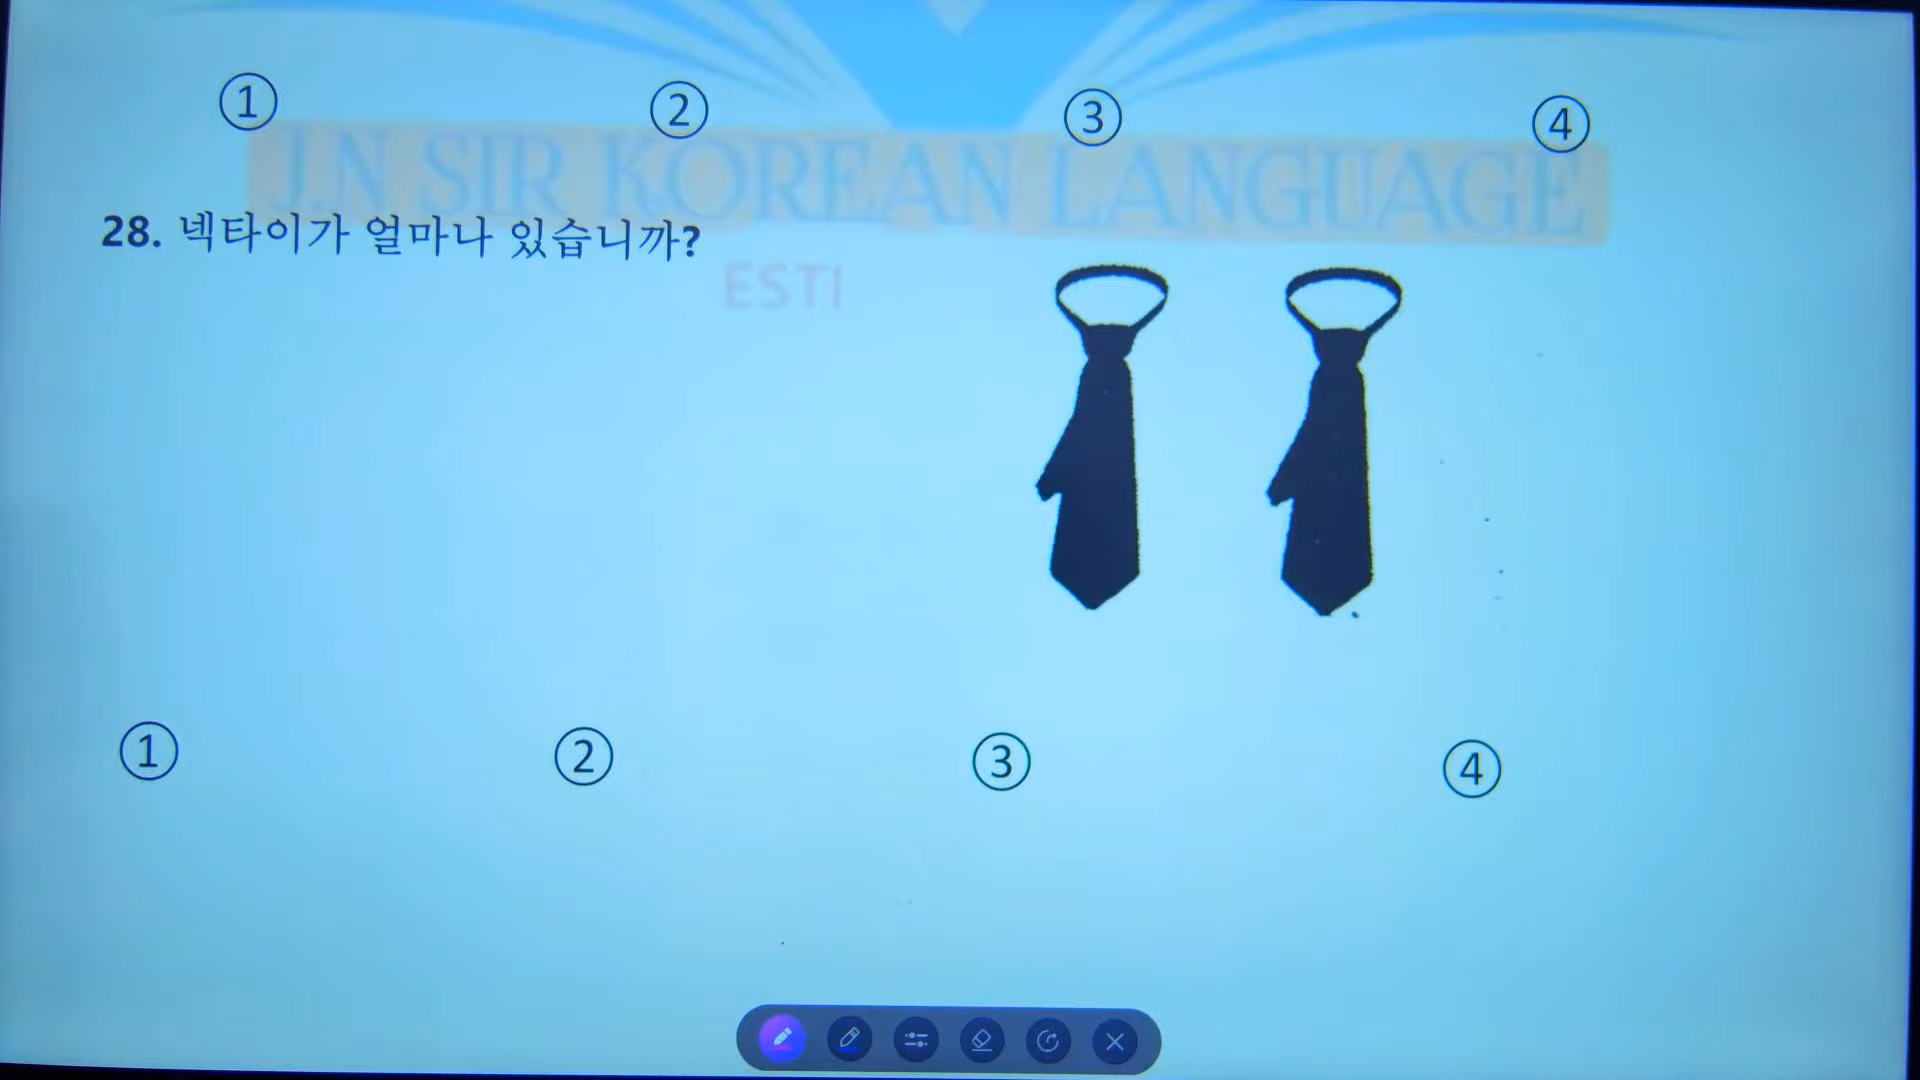 ① ② ③ ④
J.N SIR KOREAN LANGUAGE
28. 넥타이가 얼마나 있습니까?
ESTI
① ② ③ ④